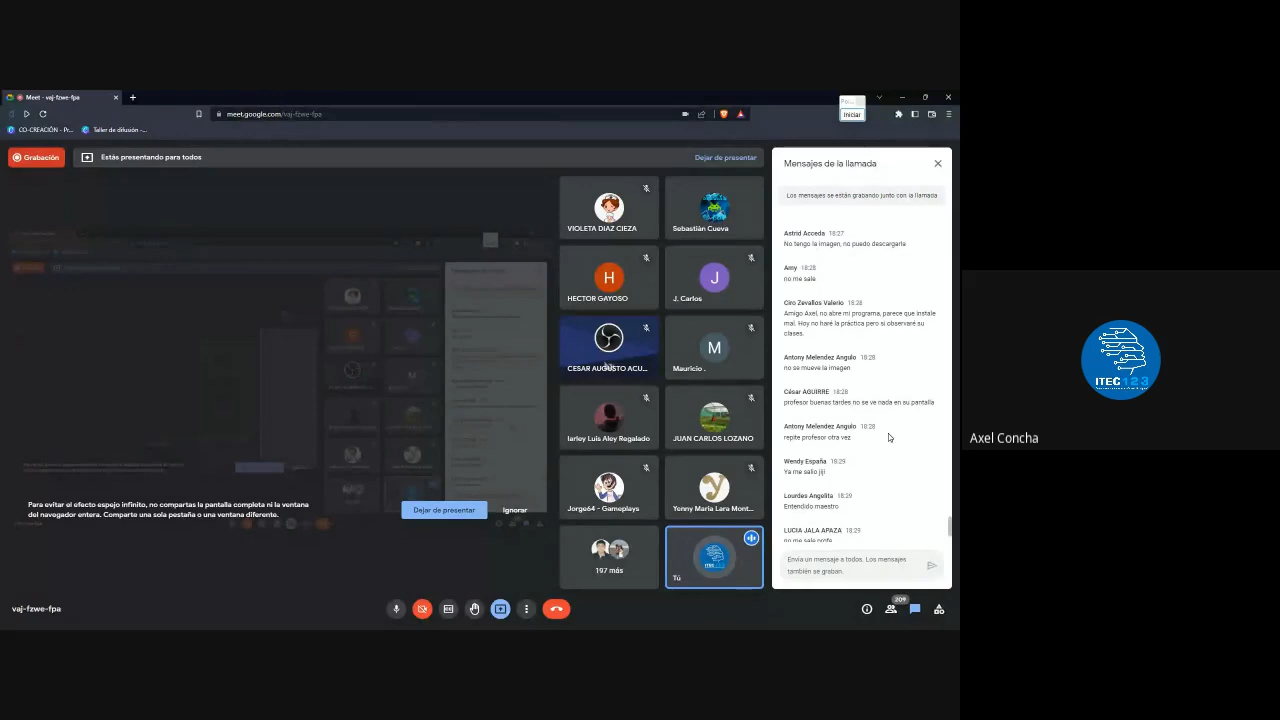 Meet - vaj-fzwe-fpa
meet.google.com/vaj-fzwe-fpa
Iniciar
CO-CREACIÓN - Pr...
Taller de difusión -...
Grabación
Estás presentando para todos
Dejar de presentar
VIOLETA DIAZ CIEZA
Sebastián Cueva
H
HECTOR GAYOSO
J
J. Carlos
CESAR AUGUSTO ACU...
M
Mauricio .
Iarley Luis Aley Regalado
JUAN CARLOS LOZANO
Jorge64 - Gameplays
y
Yenny Maria Lara Mont...
197 más
Tú
Para evitar el efecto espejo infinito, no compartas la pantalla completa ni la ventana
del navegador entera. Comparte una sola pestaña o una ventana diferente.
Dejar de presentar
Ignorar
Mensajes de la llamada
Los mensajes se están grabando junto con la llamada
Astrid Acceda 18:27
No tengo la imagen, no puedo descargarla
Amy 18:28
no me sale
Ciro Zevallos Valerio 18:28
Amigo Axel, no abre mi programa, parece que instale
mal. Hoy no haré la práctica pero si observaré su
clases.
Antony Melendez Angulo 18:28
no se mueve la imagen
César AGUIRRE 18:28
profesor buenas tardes no se ve nada en su pantalla
Antony Melendez Angulo 18:28
repite profesor otra vez
Wendy España 18:29
Ya me salio jiji
Lourdes Angelita 18:29
Entendido maestro
LUCIA JALA APAZA 18:29
no me sale profe
Envía un mensaje a todos. Los mensajes
también se graban.
vaj-fzwe-fpa
209
ITEC 123
Axel Concha